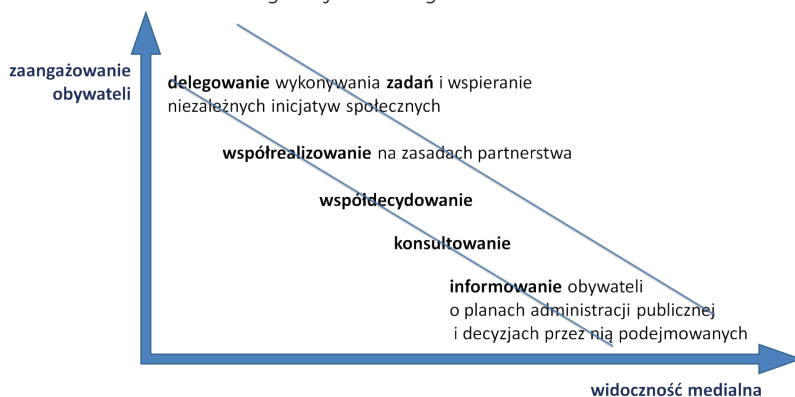 zaangażowanie
obywateli
delegowanie wykonywania zadań i wspieranie
niezależnych inicjatyw społecznych
współrealizowanie na zasadach partnerstwa
współdecydowanie
konsultowanie
informowanie obywateli
o planach administracji publicznej
i decyzjach przez nią podejmowanych
widoczność medialna